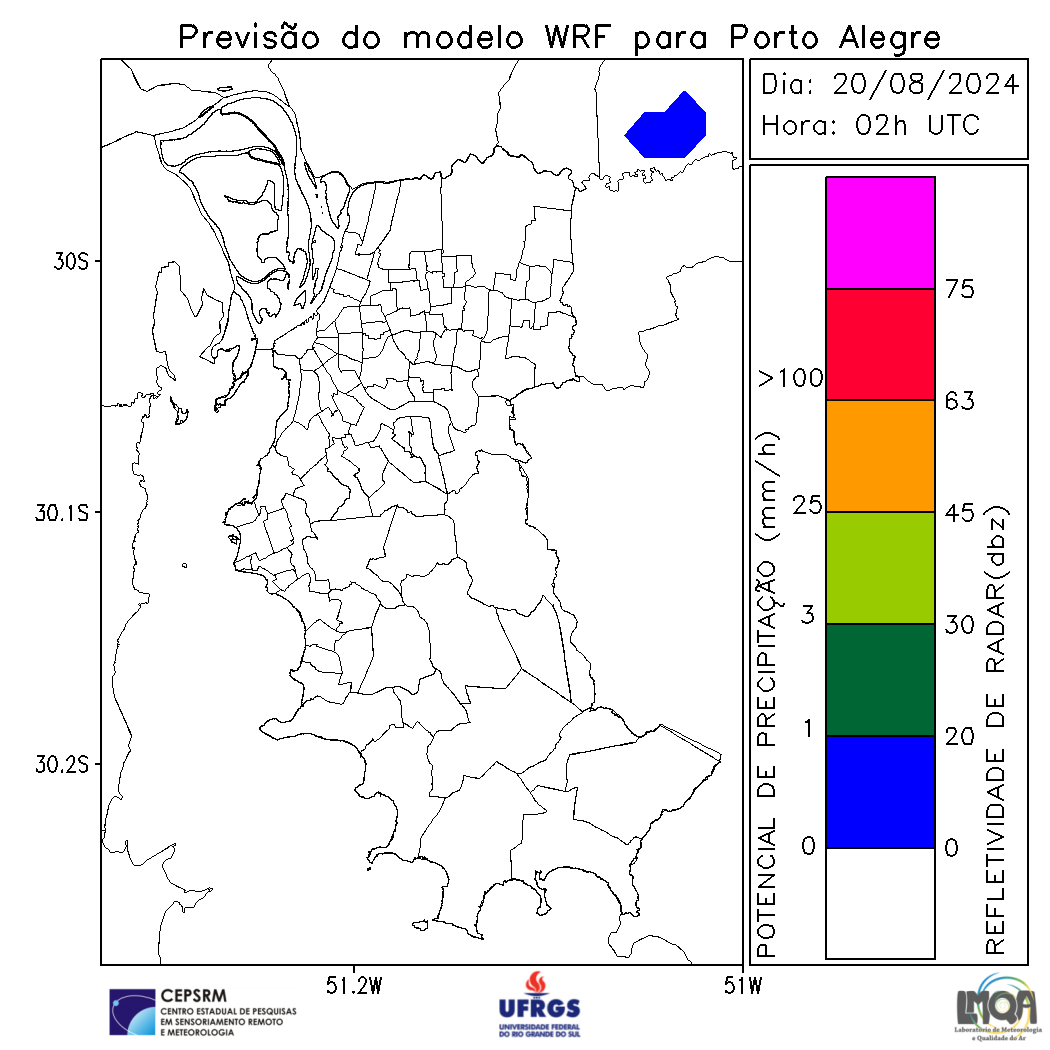 Previsão do modelo WRF para Porto Alegre
Dia: 20/08/2024
Hora: 02h UTC
30S
30.1S
30.2S
51.2W
51W
POTENCIAL DE PRECIPITAÇÃO (mm/h)
>100
25
3
1
0
75
63
45
30
20
0
REFLETIVIDADE DE RADAR(dbz)
CEPSRM
CENTRO ESTADUAL DE PESQUISAS
EM SENSORIAMENTO REMOTO
E METEOROLOGIA
UFRGS
UNIVERSIDADE FEDERAL
DO RIO GRANDE DO SUL
LMQA
Laboratório de Meteorologia
e Qualidade do Ar